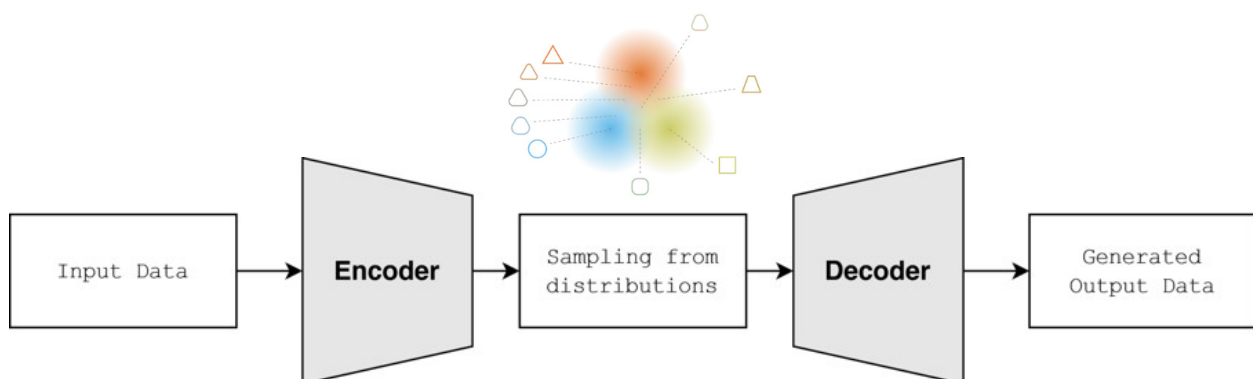 Input Data
Encoder
Sampling from
distributions
Decoder
Generated
Output Data